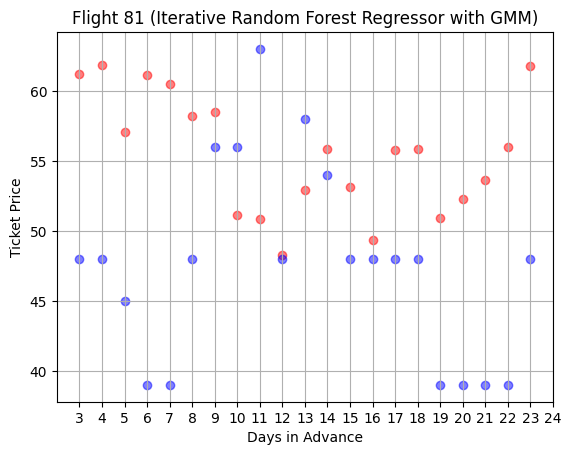 Flight 81 (Iterative Random Forest Regressor with GMM)
Ticket Price
60
55
50
45
40
3 4 5 6 7 8 9 10 11 12 13 14 15 16 17 18 19 20 21 22 23 24
Days in Advance